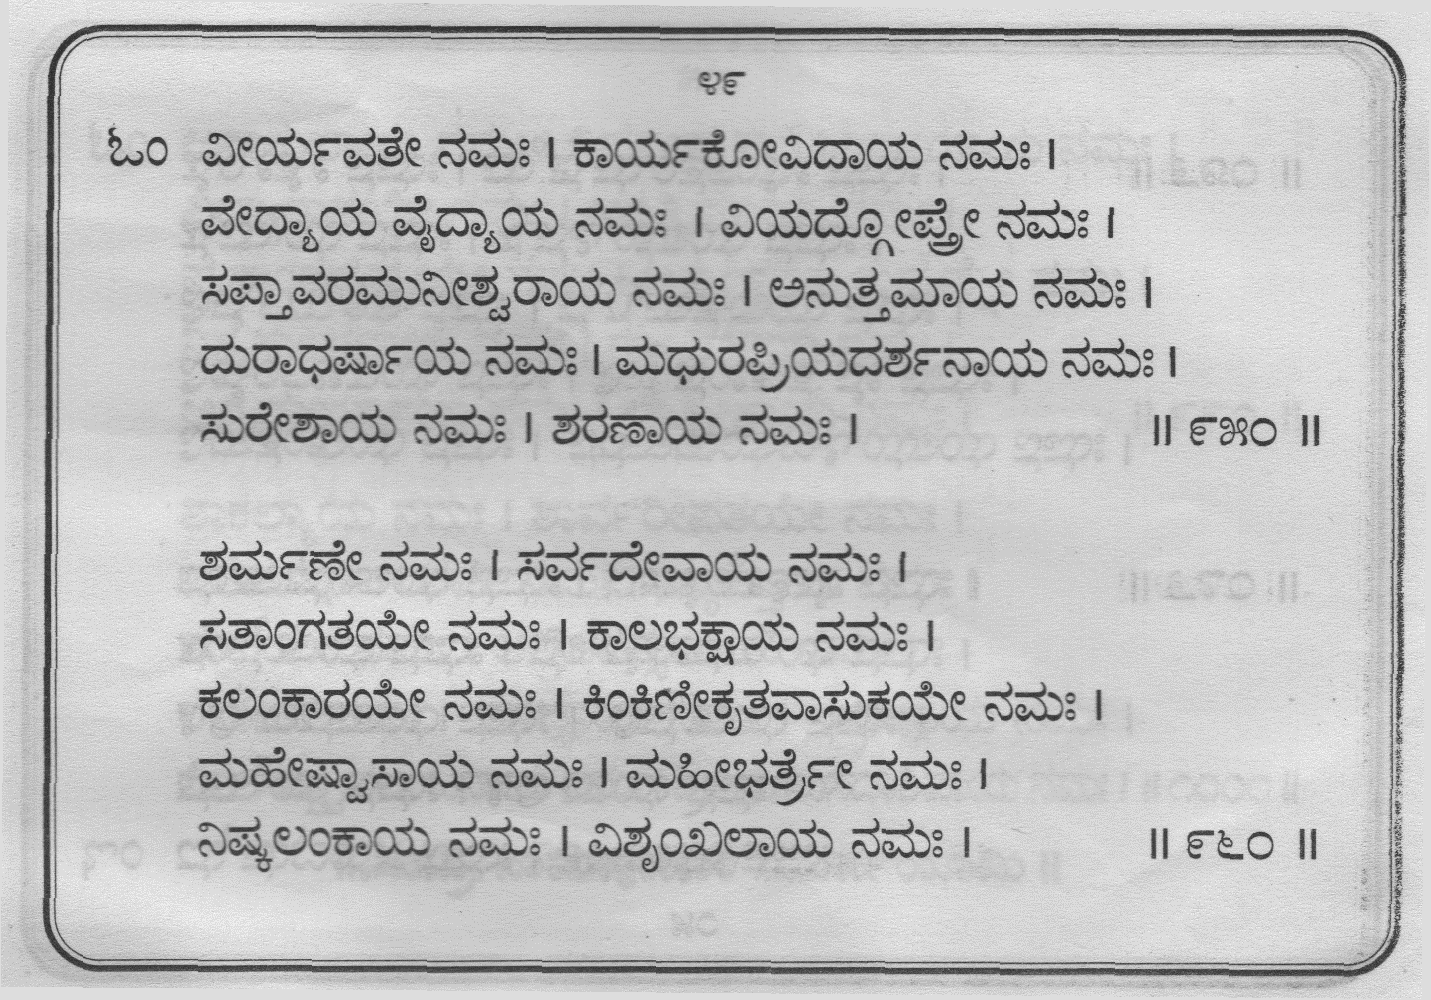 ೪೯
ಓಂ ವೀರ್ಯವತೇ ನಮಃ । ಕಾರ್ಯಕೋವಿದಾಯ ನಮಃ ।
ವೇದ್ಯಾಯ ವೈದ್ಯಾಯ ನಮಃ । ವಿಯದ್ಗೋಪ್ತ್ರೇ ನಮಃ ।
ಸಪ್ತಾವರಮುನೀಶ್ವರಾಯ ನಮಃ । ಅನುತ್ತಮಾಯ ನಮಃ ।
ದುರಾಧರ್ಷಾಯ ನಮಃ । ಮಧುರಪ್ರಿಯದರ್ಶನಾಯ ನಮಃ ।
ಸುರೇಶಾಯ ನಮಃ । ಶರಣಾಯ ನಮಃ । ॥ ೯೫೦ ॥
ಶರ್ಮಣೇ ನಮಃ । ಸರ್ವದೇವಾಯ ನಮಃ ।
ಸತಾಂಗತಯೇ ನಮಃ । ಕಾಲಭಕ್ಷಾಯ ನಮಃ ।
ಕಲಂಕಾರಯೇ ನಮಃ । ಕಿಂಕಿಣೀಕೃತವಾಸುಕಯೇ ನಮಃ ।
ಮಹೇಷ್ವಾಸಾಯ ನಮಃ । ಮಹೀಭರ್ತ್ರೇ ನಮಃ ।
ನಿಷ್ಕಲಂಕಾಯ ನಮಃ । ವಿಶೃಂಖಲಾಯ ನಮಃ । ॥ ೯೬೦ ॥